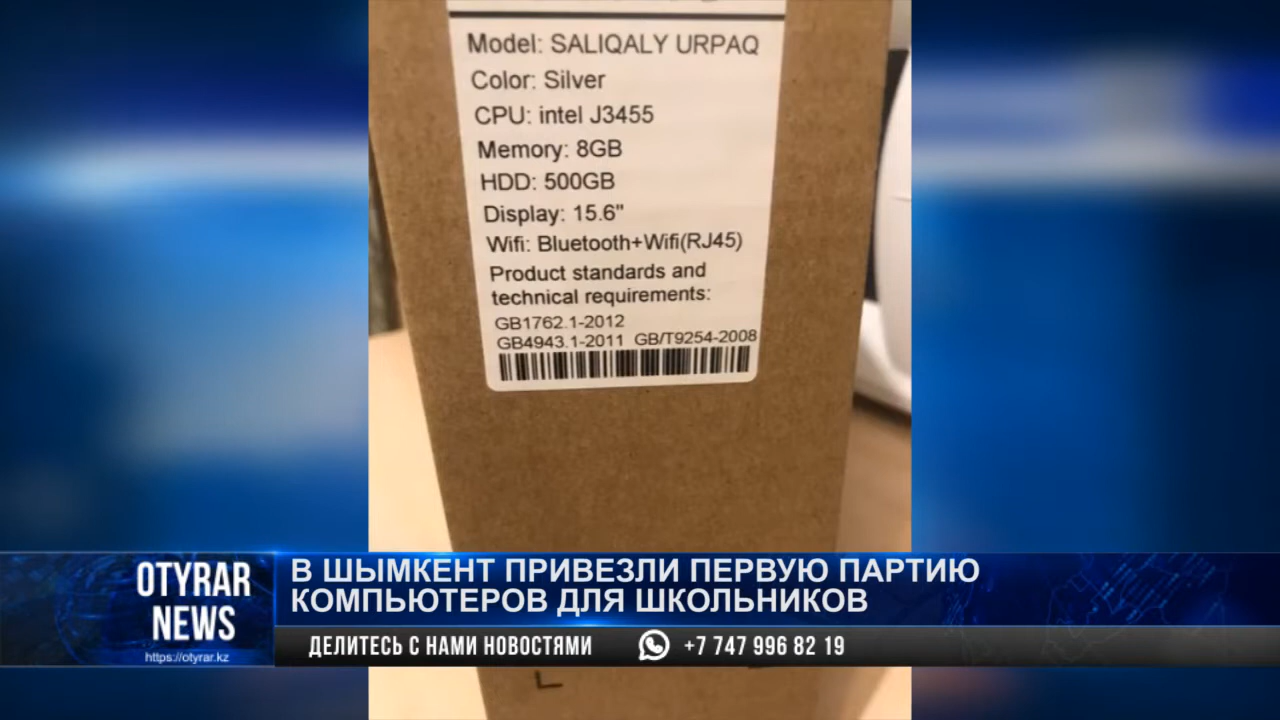 Model: SALIQALY URPAQ
Color: Silver
CPU: intel J3455
Memory: 8GB
HDD: 500GB
Display: 15.6"
Wifi: Bluetooth+Wifi(RJ45)
Product standards and
technical requirements:
GB1762.1-2012
GB4943.1-2011 GB/T9254-2008
OTYRAR
NEWS
https://otyrar.kz
В ШЫМКЕНТ ПРИВЕЗЛИ ПЕРВУЮ ПАРТИЮ
КОМПЬЮТЕРОВ ДЛЯ ШКОЛЬНИКОВ
ДЕЛИТЕСЬ С НАМИ НОВОСТЯМИ
+7 747 996 82 19